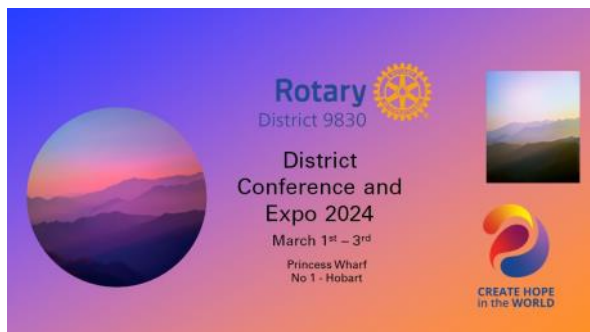 Rotary
District 9830
District
Conference and
Expo 2024
March 1st – 3rd
Princess Wharf
No 1 - Hobart
CREATE HOPE
in the WORLD